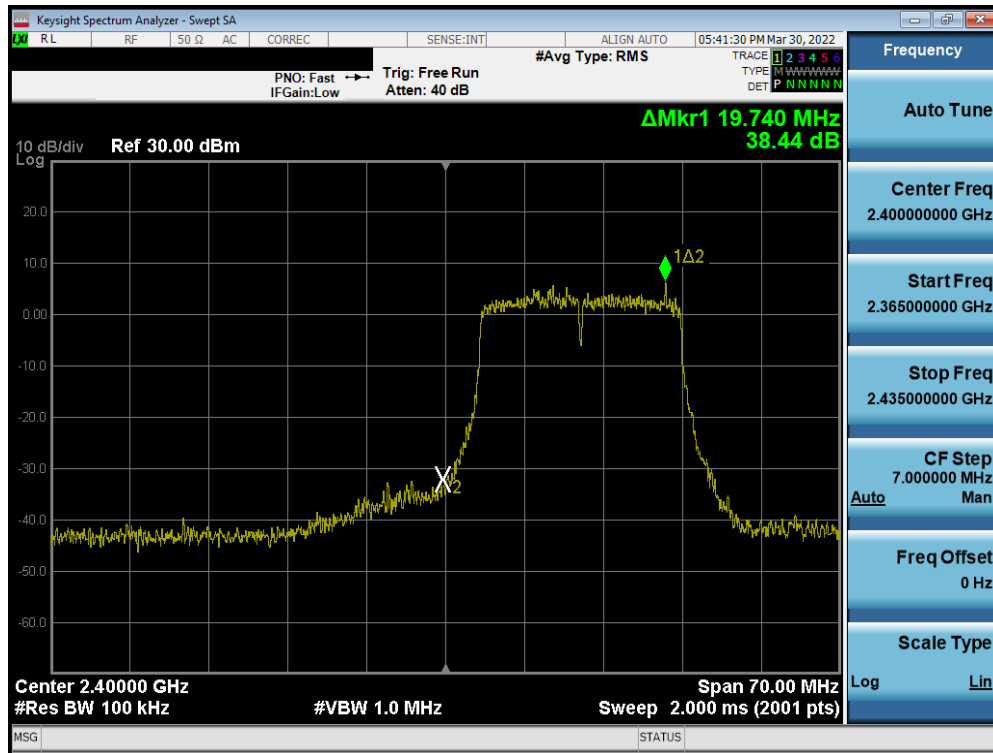 Keysight Spectrum Analyzer - Swept SA
LXI RL RF 50 Ω AC CORREC SENSE:INT ALIGN AUTO 05:41:30 PM Mar 30, 2022
PNO: Fast Trig: Free Run #Avg Type: RMS TRACE 1 2 3 4 5 6
IFGain:Low Atten: 40 dB TYPE M W W W W W
DET P N N N N N
ΔMkr1 19.740 MHz
38.44 dB
10 dB/div Ref 30.00 dBm
Log
20.0
10.0
0.00
-10.0
-20.0
-30.0
-40.0
-50.0
-60.0
1Δ2
X2
Center 2.40000 GHz Span 70.00 MHz
#Res BW 100 kHz #VBW 1.0 MHz Sweep 2.000 ms (2001 pts)
MSG STATUS
Frequency
Auto Tune
Center Freq
2.400000000 GHz
Start Freq
2.365000000 GHz
Stop Freq
2.435000000 GHz
CF Step
7.000000 MHz
Auto Man
Freq Offset
0 Hz
Scale Type
Log Lin